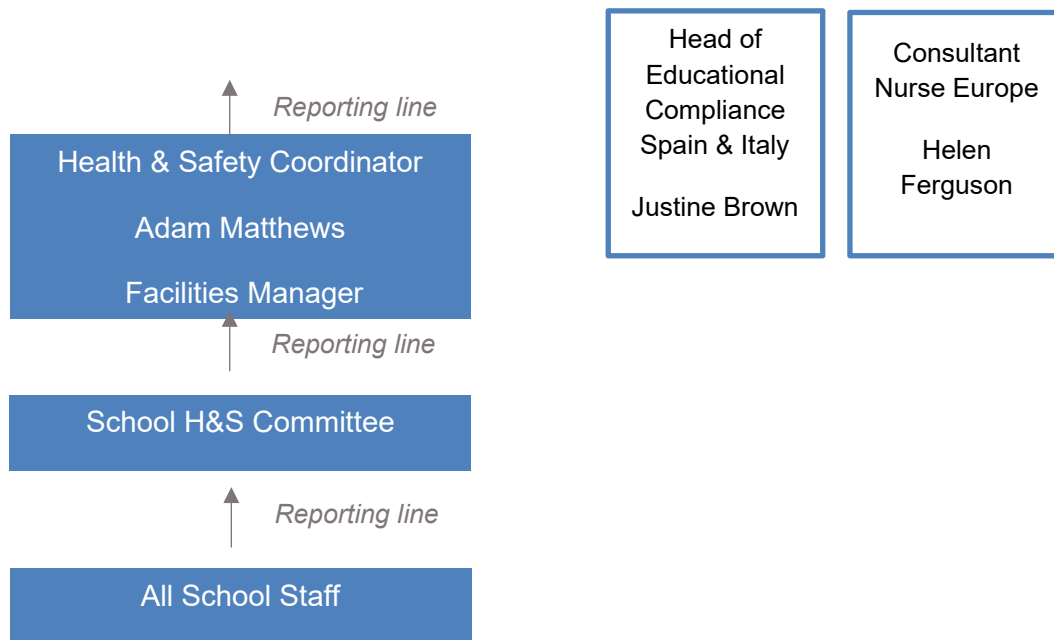 Reporting line
Health & Safety Coordinator
Adam Matthews
Facilities Manager
Reporting line
School H&S Committee
Reporting line
All School Staff
Head of
Educational
Compliance
Spain & Italy
Justine Brown
Consultant
Nurse Europe
Helen
Ferguson